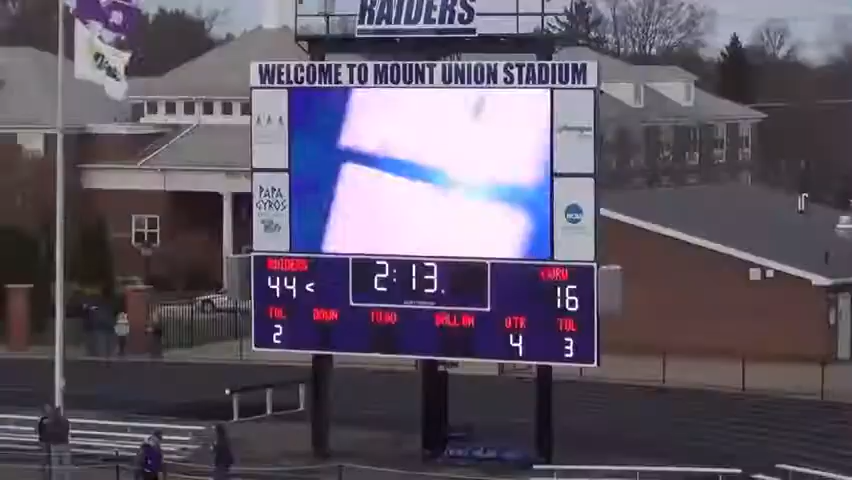 RAIDERS
WELCOME TO MOUNT UNION STADIUM
PAPA
GYROS
NCAA
RAIDERS 2:13 CWRU
44 < 16
TOL DOWN TO GO BALL ON QTR TOL
2 4 3